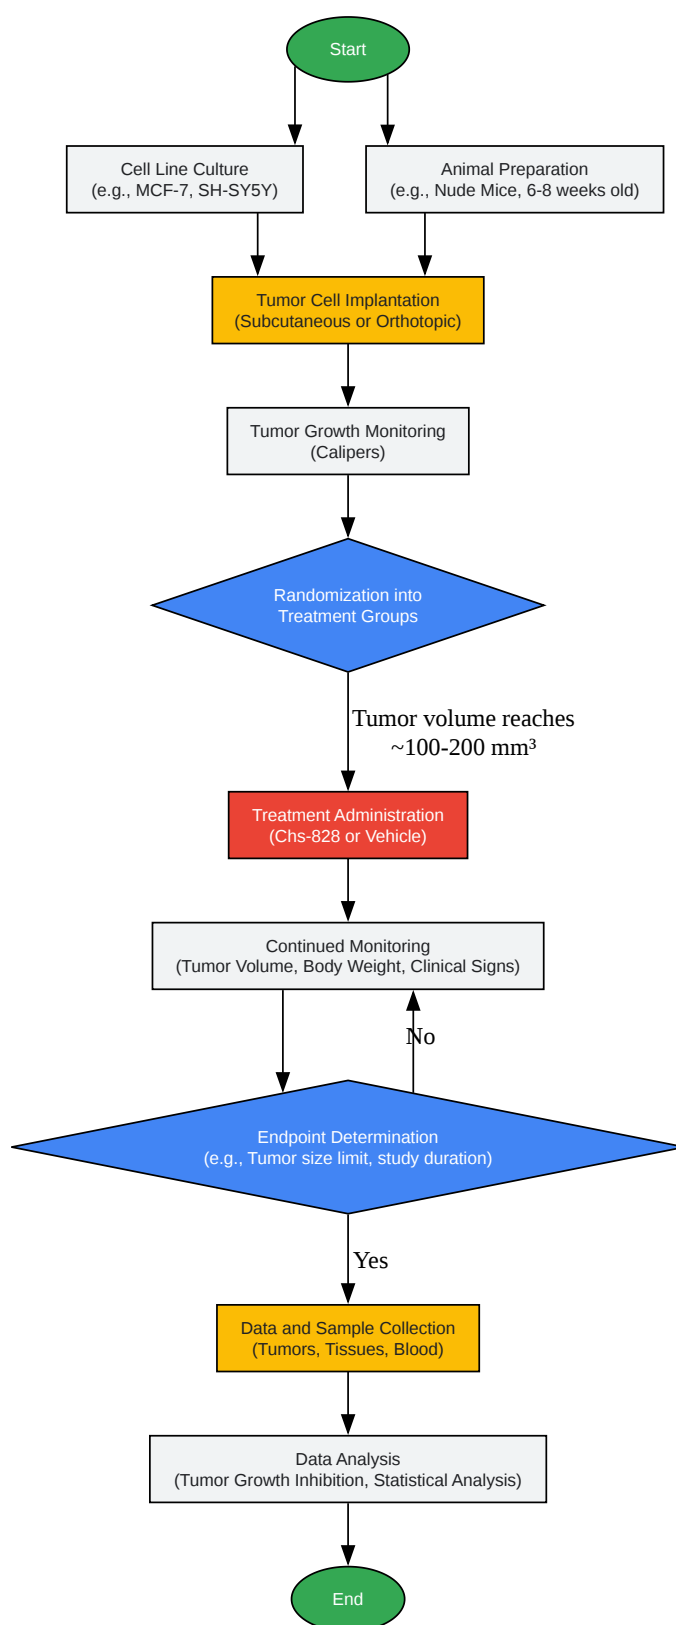 Start
Cell Line Culture
(e.g., MCF-7, SH-SY5Y)
Animal Preparation
(e.g., Nude Mice, 6-8 weeks old)
Tumor Cell Implantation
(Subcutaneous or Orthotopic)
Tumor Growth Monitoring
(Calipers)
Randomization into
Treatment Groups
Tumor volume reaches
~100-200 mm³
Treatment Administration
(Chs-828 or Vehicle)
Continued Monitoring
(Tumor Volume, Body Weight, Clinical Signs)
No
Endpoint Determination
(e.g., Tumor size limit, study duration)
Yes
Data and Sample Collection
(Tumors, Tissues, Blood)
Data Analysis
(Tumor Growth Inhibition, Statistical Analysis)
End